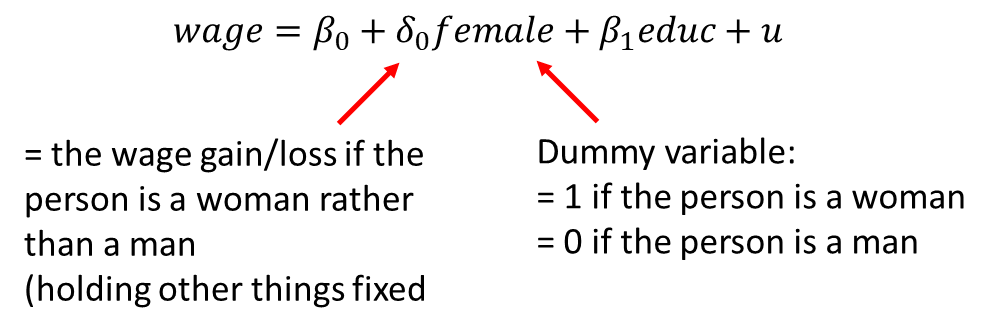 wage = β₀ + δ₀female + β₁educ + u
= the wage gain/loss if the
person is a woman rather
than a man
(holding other things fixed
Dummy variable:
= 1 if the person is a woman
= 0 if the person is a man